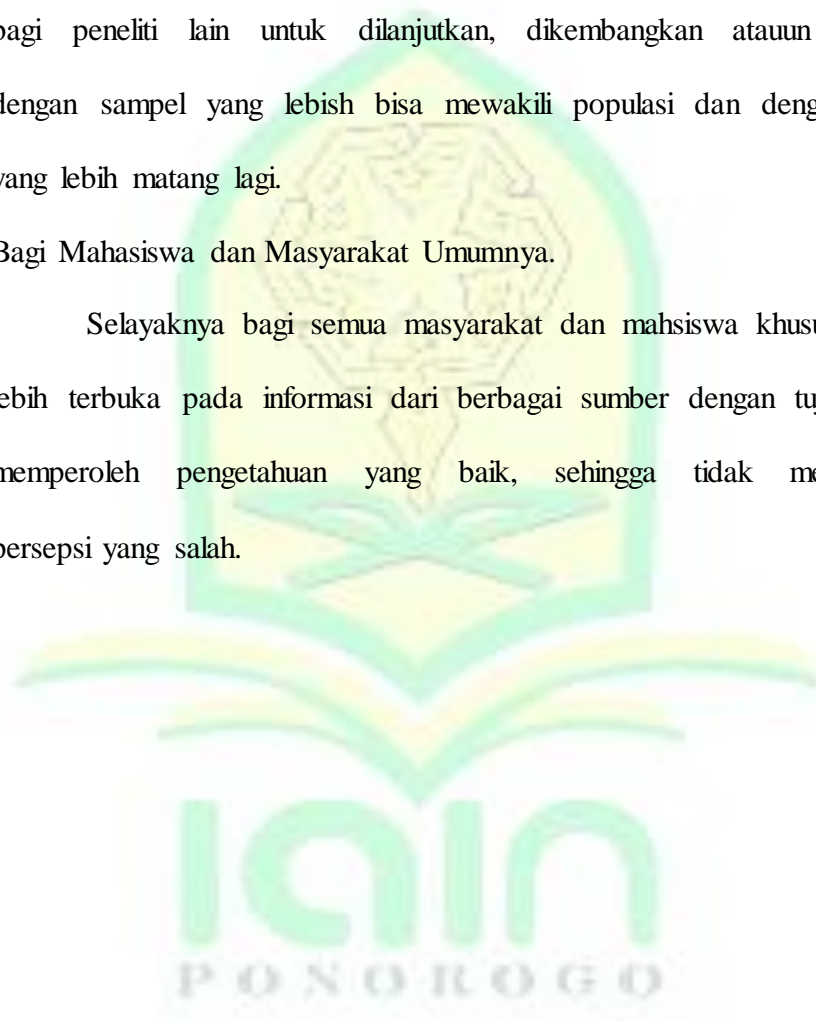 bagi peneliti lain untuk dilanjutkan, dikembangkan atauun
dengan sampel yang lebish bisa mewakili populasi dan deng
yang lebih matang lagi.
Bagi Mahasiswa dan Masyarakat Umumnya.
Selayaknya bagi semua masyarakat dan mahsiswa khusu
lebih terbuka pada informasi dari berbagai sumber dengan tuj
memperoleh pengetahuan yang baik, sehingga tidak me
persepsi yang salah.
IAIN
PONOROGO